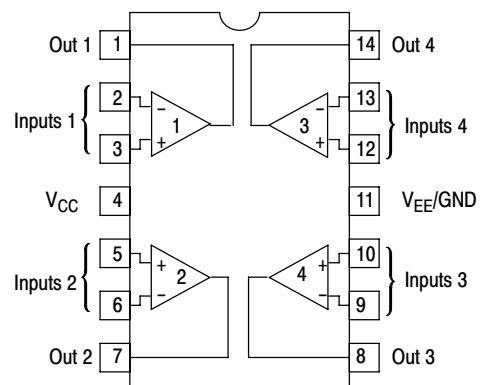 Out 1 1 14 Out 4
2 − − 13
Inputs 1 1 3 Inputs 4
3 + + 12
VCC 4 11 VEE/GND
5 + + 10
Inputs 2 2 4 Inputs 3
6 − − 9
Out 2 7 8 Out 3